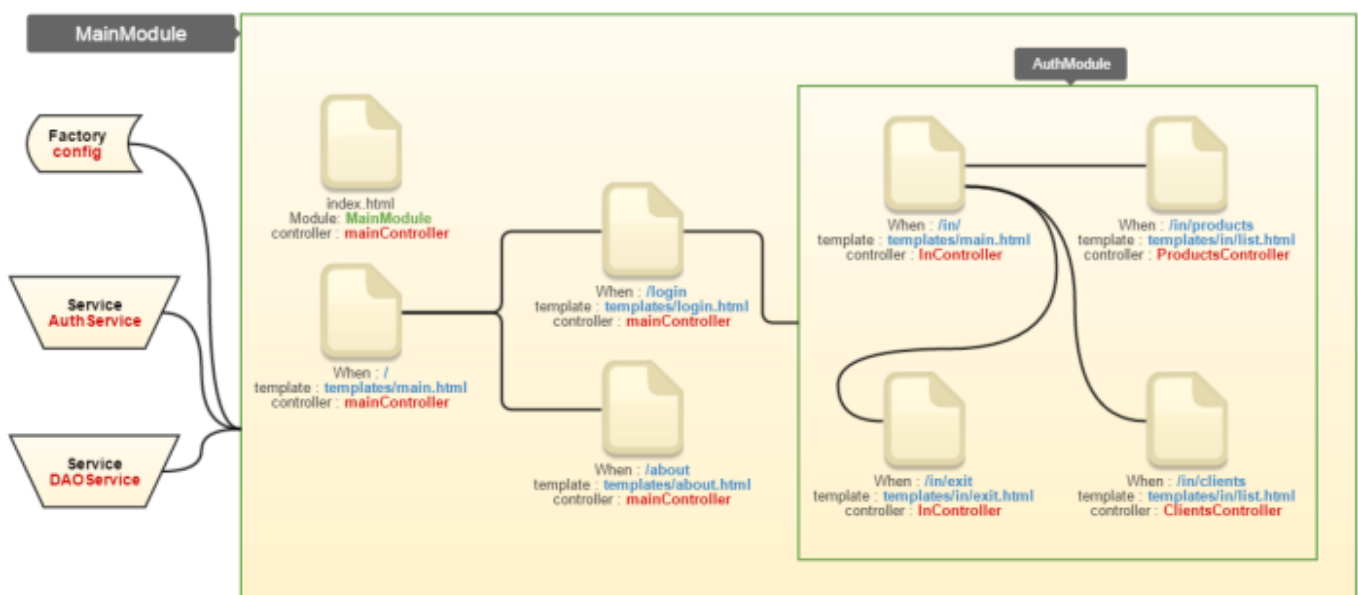 MainModule
Factory
config
Service
AuthService
Service
DAOService
index.html
Module: MainModule
controller : mainController
When : /
template : templates/main.html
controller : mainController
When : /login
template : templates/login.html
controller : mainController
When : /about
template : templates/about.html
controller : mainController
AuthModule
When : /in/
template : templates/main.html
controller : InController
When : /in/products
template : templates/in/list.html
controller : ProductsController
When : /in/exit
template : templates/in/exit.html
controller : InController
When : /in/clients
template : templates/in/list.html
controller : ClientsController